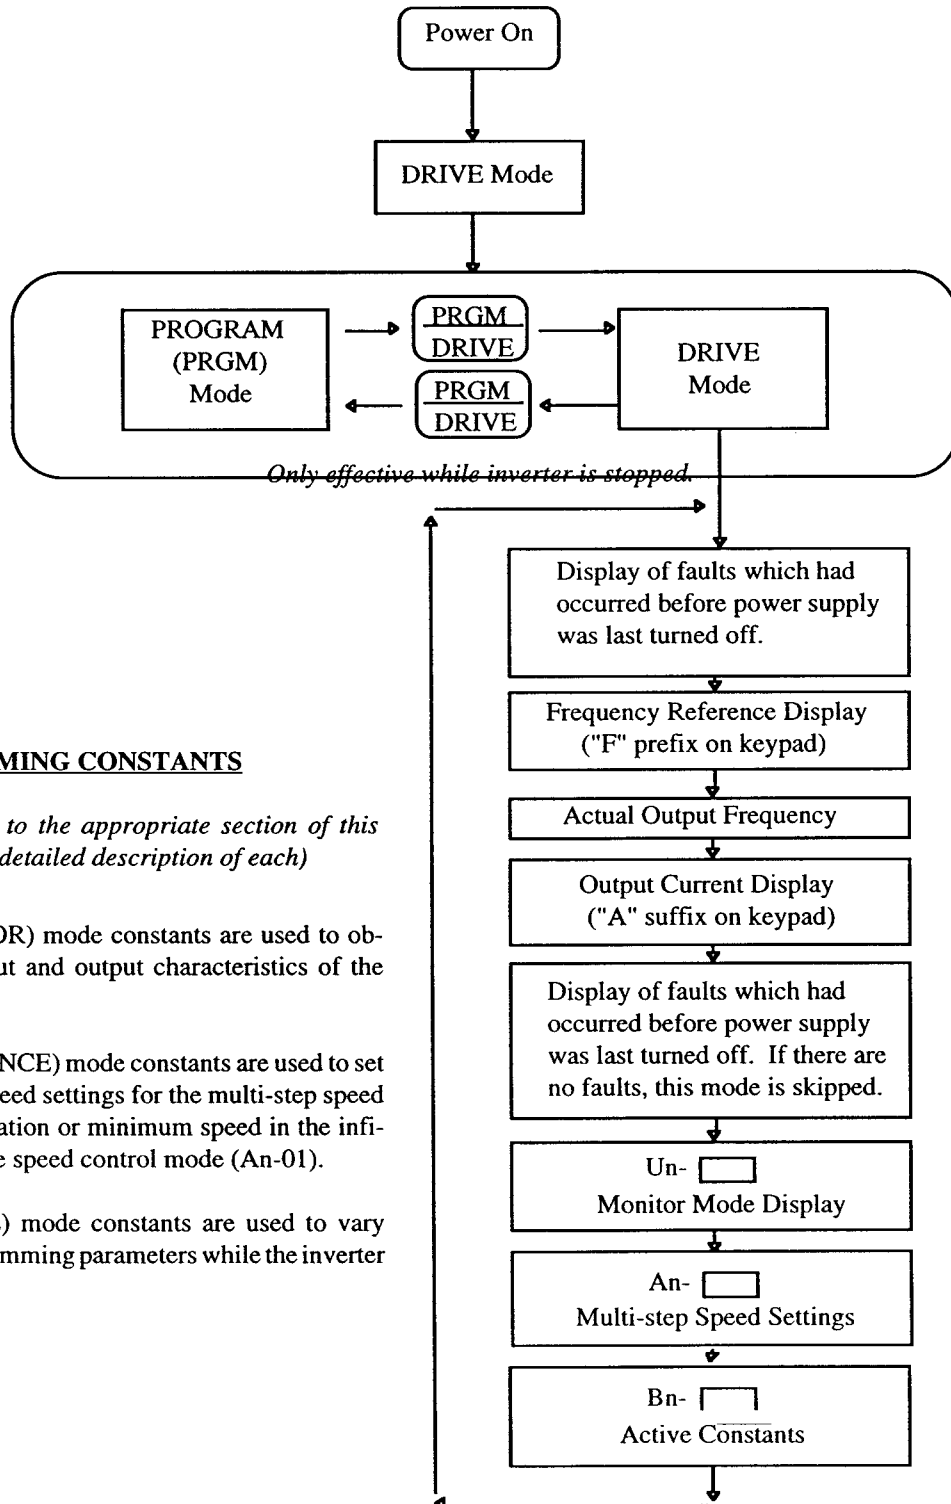 Power On
DRIVE Mode
PROGRAM
(PRGM)
Mode
PRGM
DRIVE
PRGM
DRIVE
DRIVE
Mode
Only effective while inverter is stopped.
Display of faults which had
occurred before power supply
was last turned off.
Frequency Reference Display
("F" prefix on keypad)
Actual Output Frequency
Output Current Display
("A" suffix on keypad)
Display of faults which had
occurred before power supply
was last turned off. If there are
no faults, this mode is skipped.
Un-
Monitor Mode Display
An-
Multi-step Speed Settings
Bn-
Active Constants
MING CONSTANTS
to the appropriate section of this
detailed description of each)
OR) mode constants are used to ob-
ut and output characteristics of the
NCE) mode constants are used to set
eed settings for the multi-step speed
ation or minimum speed in the infi-
e speed control mode (An-01).
) mode constants are used to vary
mming parameters while the inverter